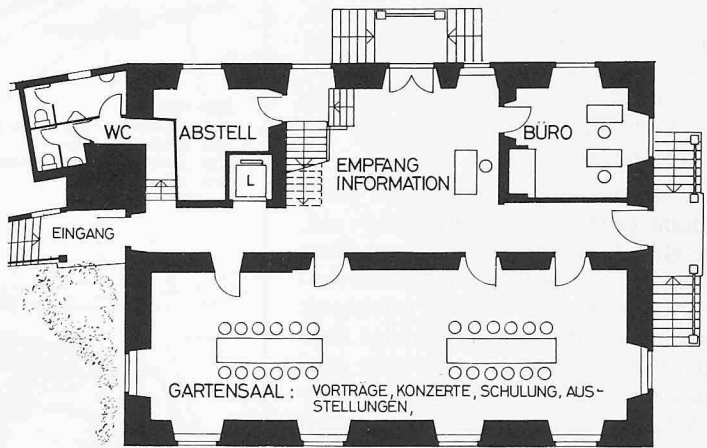 WC
ABSTELL
BÜRO
L
EMPFANG
INFORMATION
EINGANG
GARTENSAAL : VORTRÄGE, KONZERTE, SCHULUNG, AUS-
STELLUNGEN,